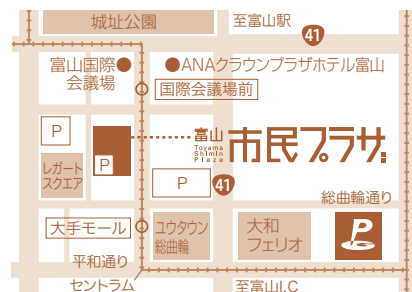 城址公園
至富山駅
41
富山国際
会議場
ANAクラウンプラザホテル富山
国際会議場前
P
P
レガート
スクエア
富山
Toyama
Shimin
Plaza
市民プラザ
P
41
総曲輪通り
大手モール
ユウタウン
総曲輪
大和
フェリオ
P
平和通り
セントラム
至富山I.C